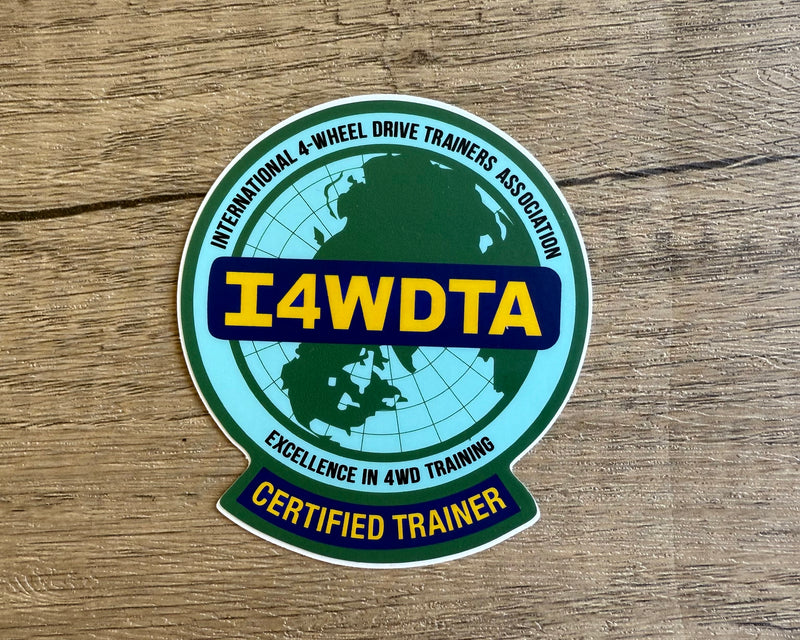 INTERNATIONAL 4-WHEEL DRIVE TRAINERS ASSOCIATION
I4WDTA
EXCELLENCE IN 4WD TRAINING
CERTIFIED TRAINER